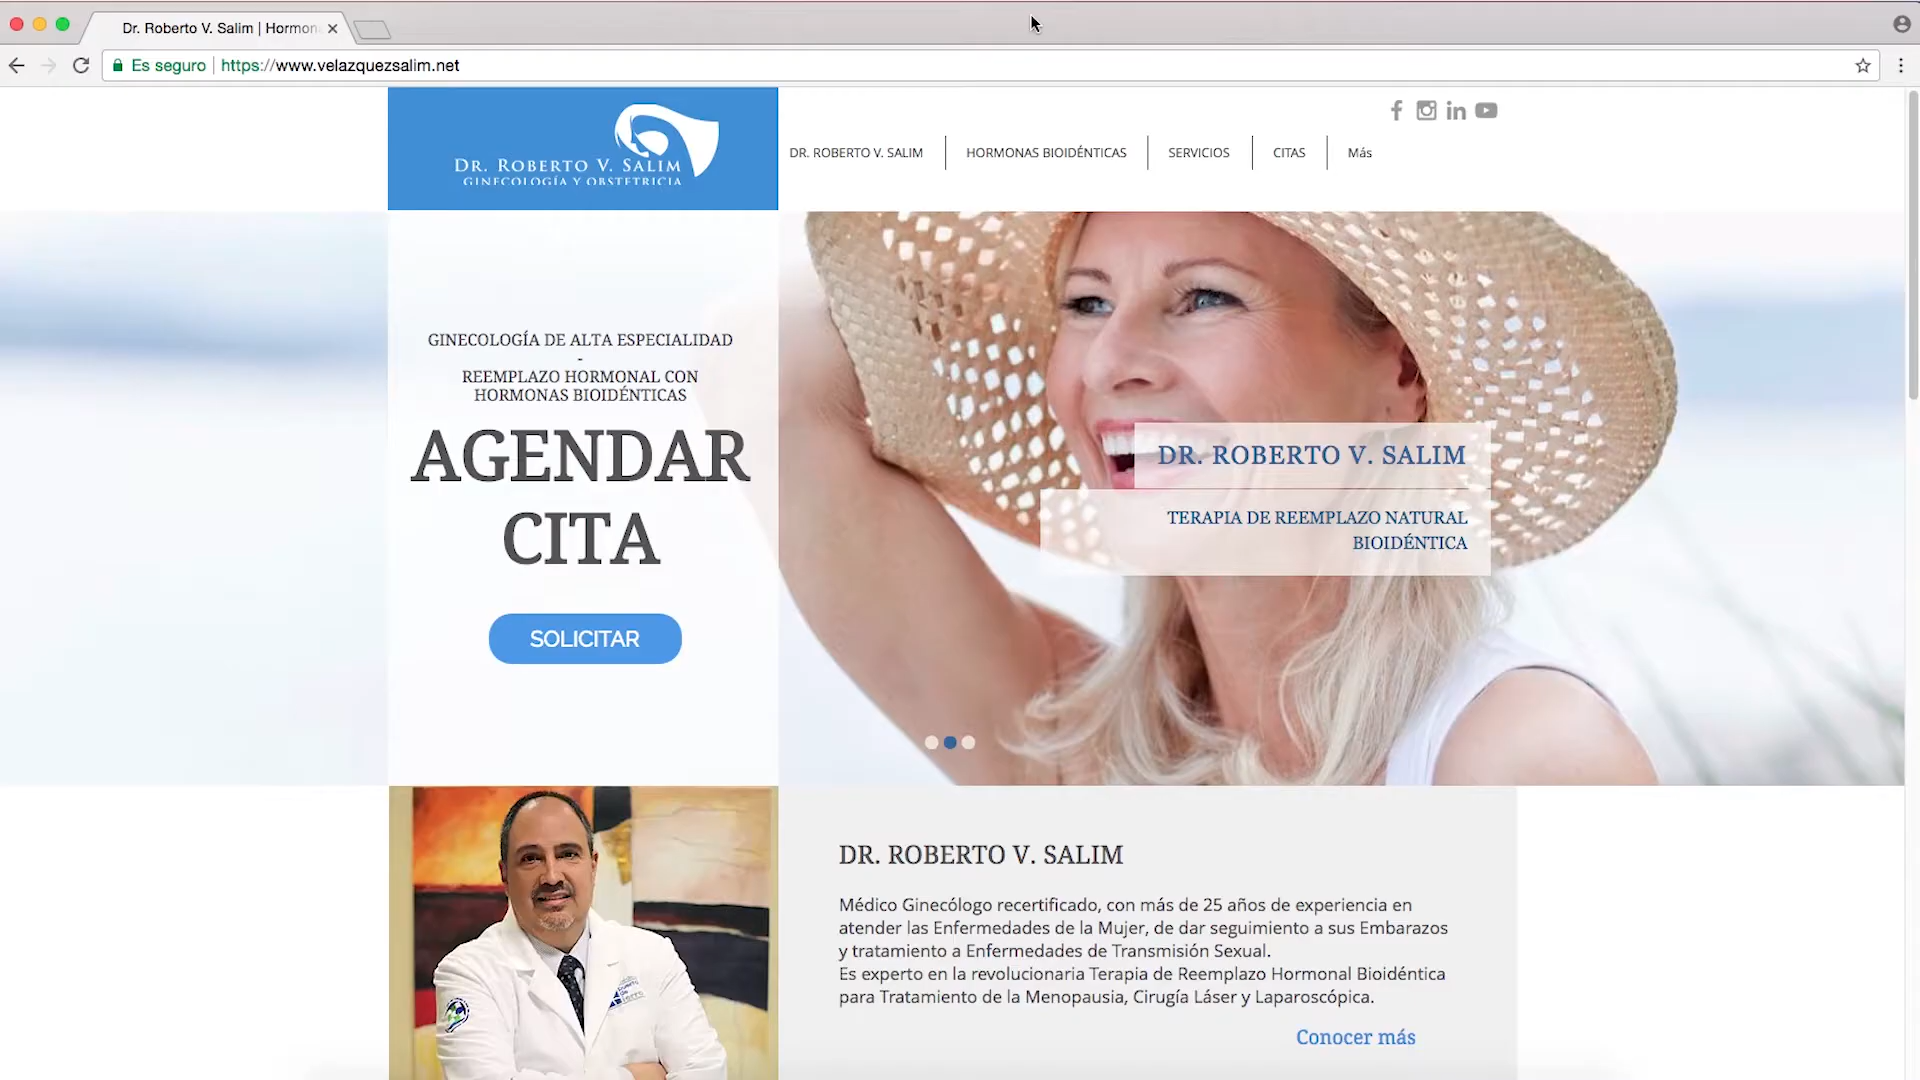 Dr. Roberto V. Salim | Hormon
Es seguro
https://www.velazquezsalim.net
DR. ROBERTO V. SALIM
GINECOLOGÍA Y OBSTETRICIA
DR. ROBERTO V. SALIM
HORMONAS BIOIDÉNTICAS
SERVICIOS
CITAS
Más
GINECOLOGÍA DE ALTA ESPECIALIDAD
-
REEMPLAZO HORMONAL CON
HORMONAS BIOIDÉNTICAS
AGENDAR
CITA
SOLICITAR
DR. ROBERTO V. SALIM
TERAPIA DE REEMPLAZO NATURAL
BIOIDÉNTICA
DR. ROBERTO V. SALIM
Médico Ginecólogo recertificado, con más de 25 años de experiencia en
atender las Enfermedades de la Mujer, de dar seguimiento a sus Embarazos
y tratamiento a Enfermedades de Transmisión Sexual.
Es experto en la revolucionaria Terapia de Reemplazo Hormonal Bioidéntica
para Tratamiento de la Menopausia, Cirugía Láser y Laparoscópica.
Conocer más